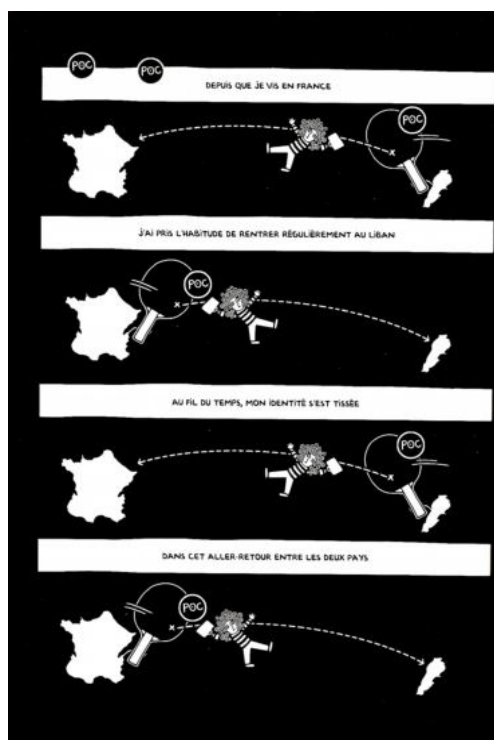 POC
POC
DEPUIS QUE JE VIS EN FRANCE
POC
J'AI PRIS L'HABITUDE DE RENTRER RÉGULIÈREMENT AU LIBAN
POC
AU FIL DU TEMPS, MON IDENTITÉ S'EST TISSÉE
POC
DANS CET ALLER-RETOUR ENTRE LES DEUX PAYS
POC